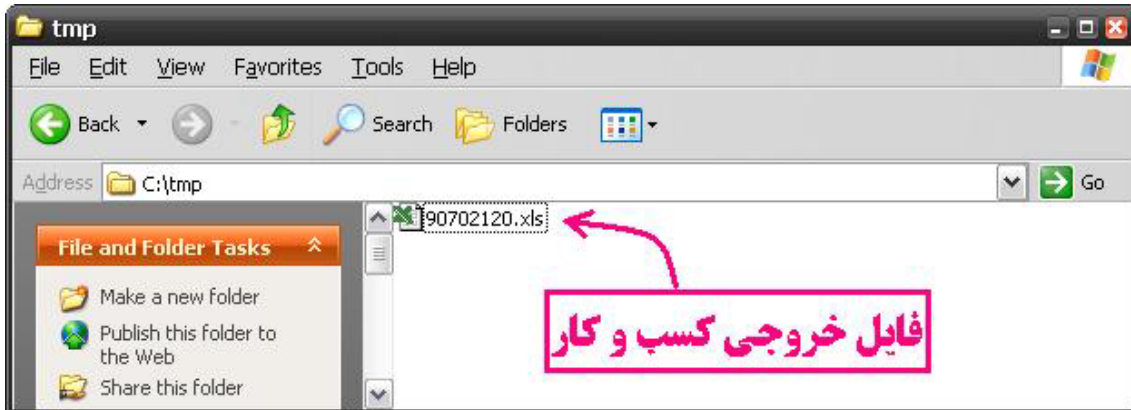 tmp
File Edit View Favorites Tools Help
Back Search Folders
Address C:\tmp Go
90702120.xls
File and Folder Tasks
Make a new folder
Publish this folder to
the Web
Share this folder
فایل خروجی کسب و کار